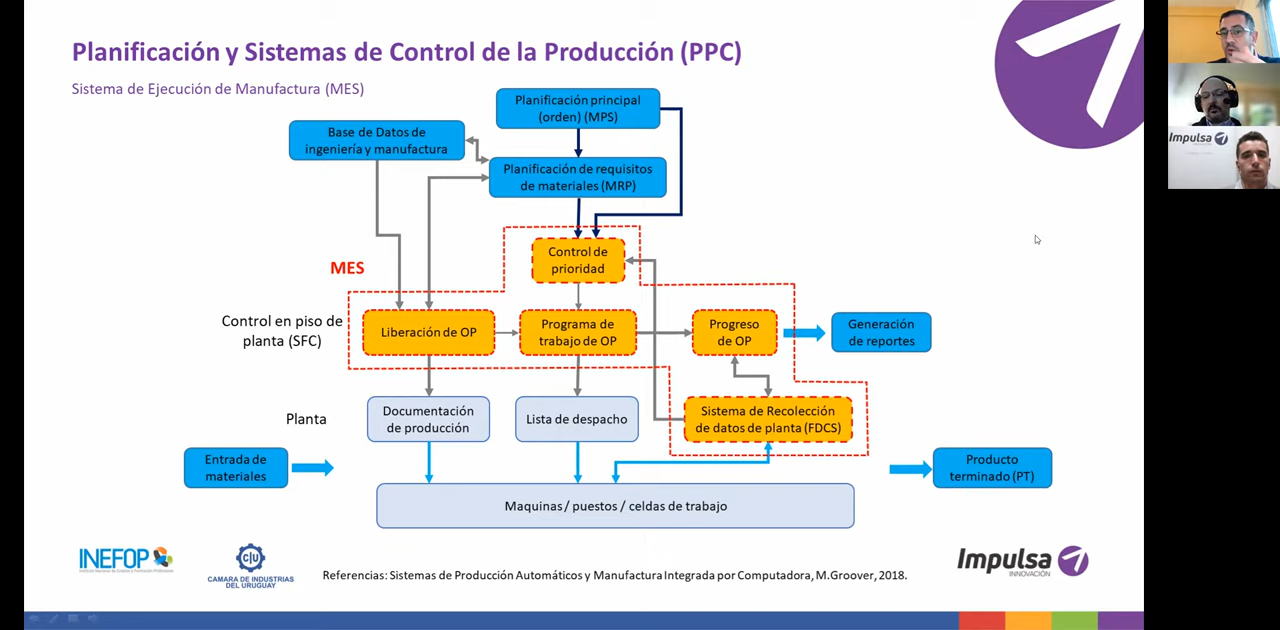 Planificación y Sistemas de Control de la Producción (PPC)
Sistema de Ejecución de Manufactura (MES)
Planificación principal
(orden) (MPS)
Base de Datos de
ingeniería y manufactura
Planificación de requisitos
de materiales (MRP)
Control de
prioridad
MES
Control en piso de
planta (SFC)
Liberación de OP
Programa de
trabajo de OP
Progreso
de OP
Generación
de reportes
Planta
Documentación
de producción
Lista de despacho
Sistema de Recolección
de datos de planta (FDCS)
Entrada de
materiales
Producto
terminado (PT)
Maquinas / puestos / celdas de trabajo
INEFOP
CIU
CAMARA DE INDUSTRIAS
DEL URUGUAY
Referencias: Sistemas de Producción Automáticos y Manufactura Integrada por Computadora, M.Groover, 2018.
Impulsa
INNOVACIÓN
Impulsa